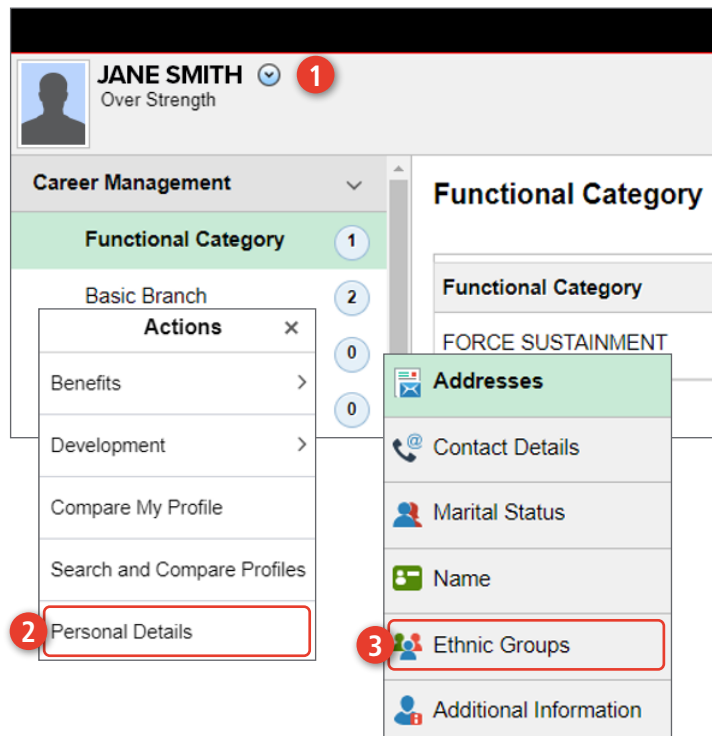 JANE SMITH 1
Over Strength
Career Management
Functional Category 1
Basic Branch 2
0
0
Functional Category
Functional Category
FORCE SUSTAINMENT
Actions ×
Benefits
Development
Compare My Profile
Search and Compare Profiles
2 Personal Details
Addresses
Contact Details
Marital Status
Name
3 Ethnic Groups
Additional Information